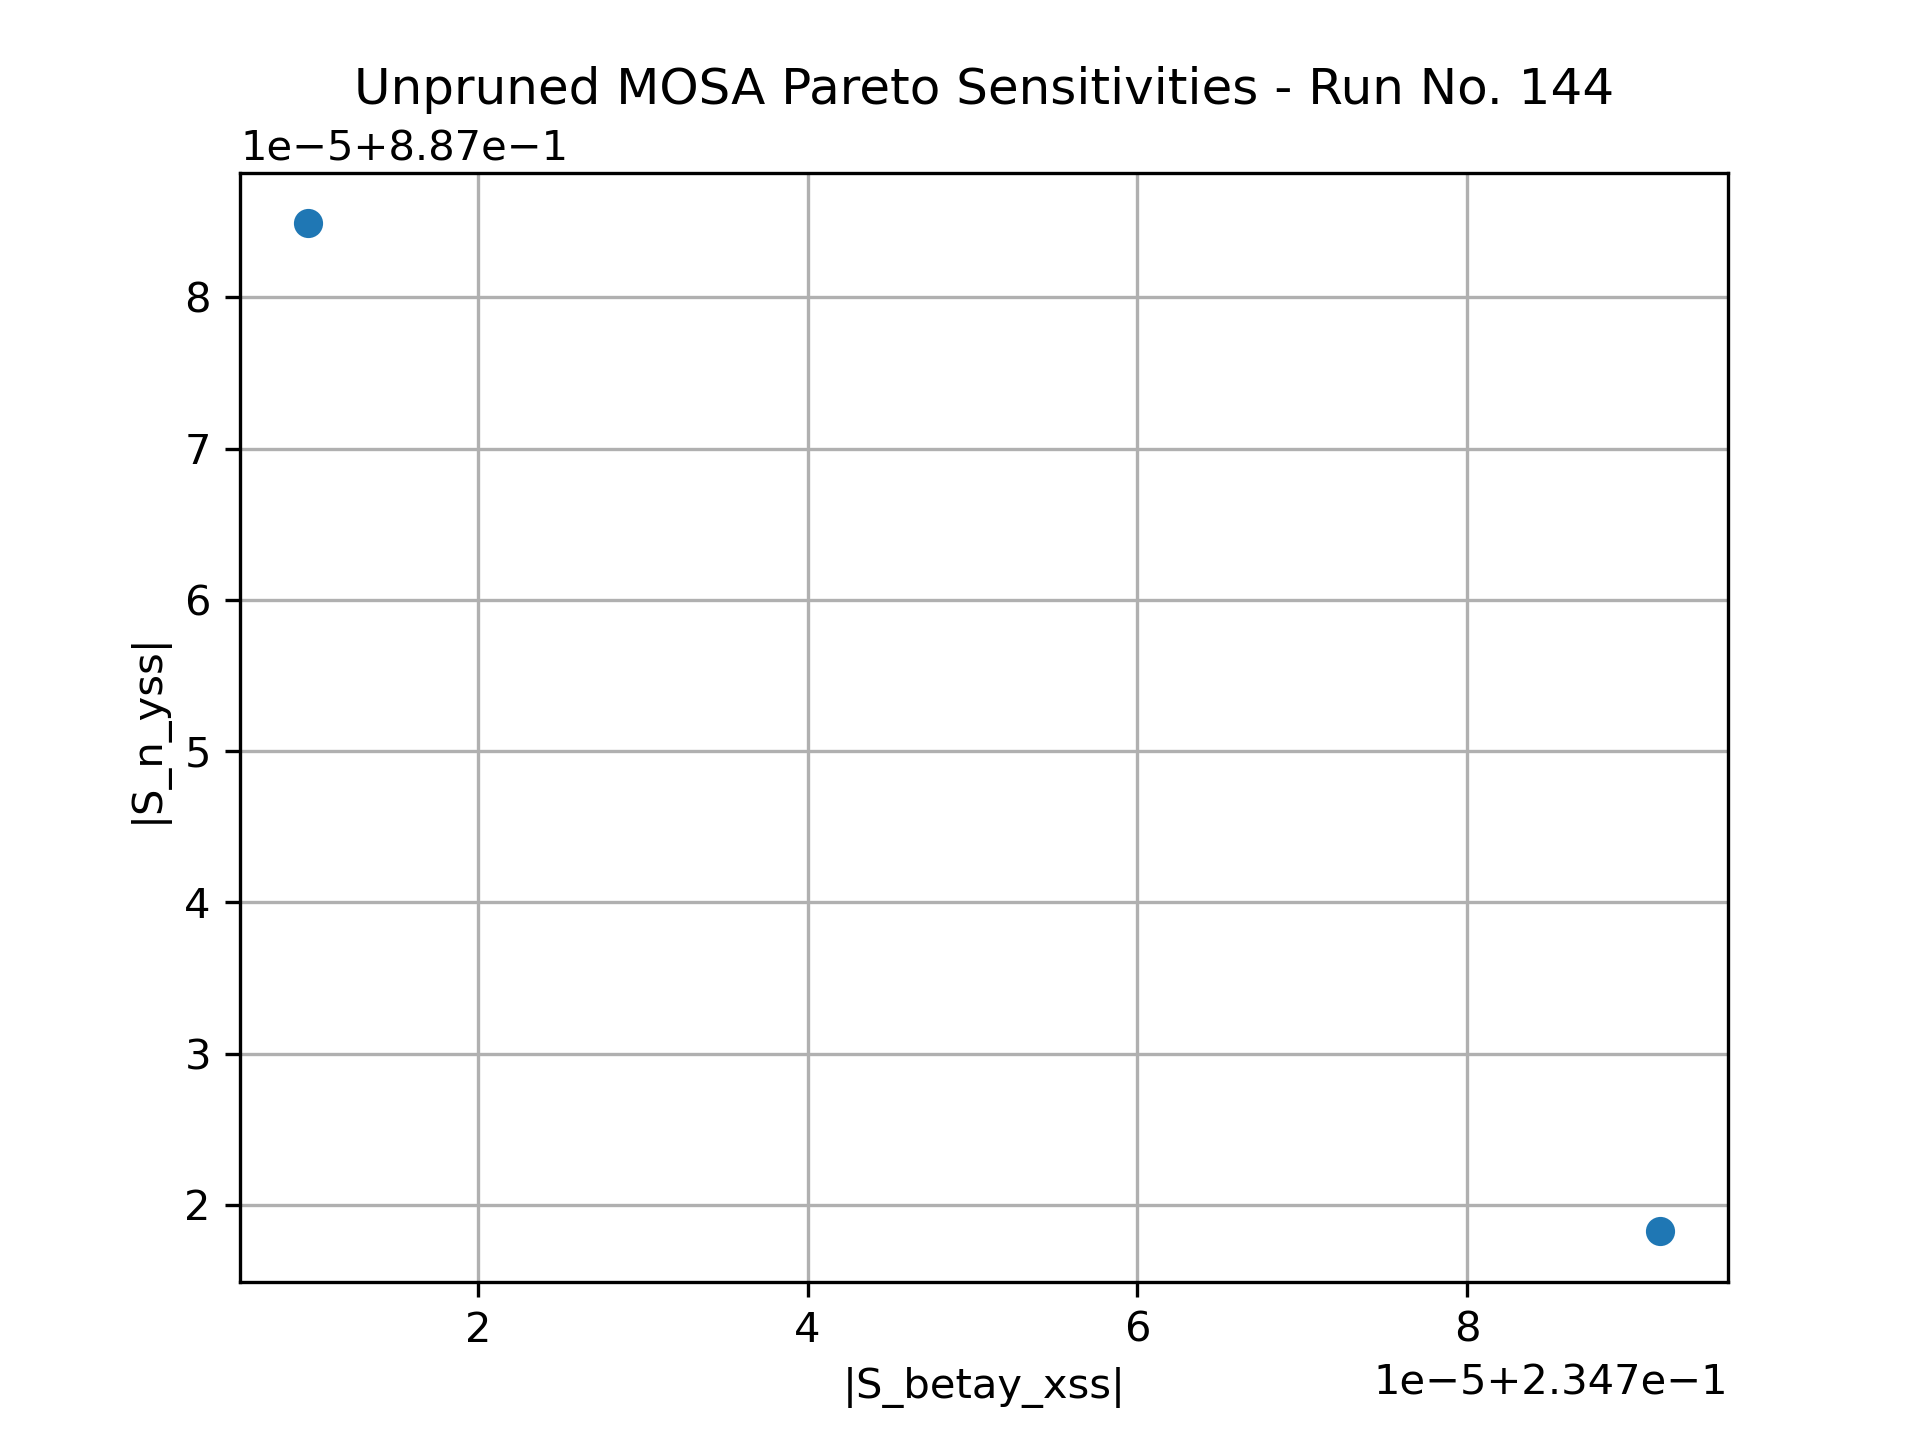 Unpruned MOSA Pareto Sensitivities - Run No. 144
1e−5+8.87e−1
8
7
6
5
4
3
2
|S_n_yss|
2 4 6 8
|S_betay_xss|
1e−5+2.347e−1